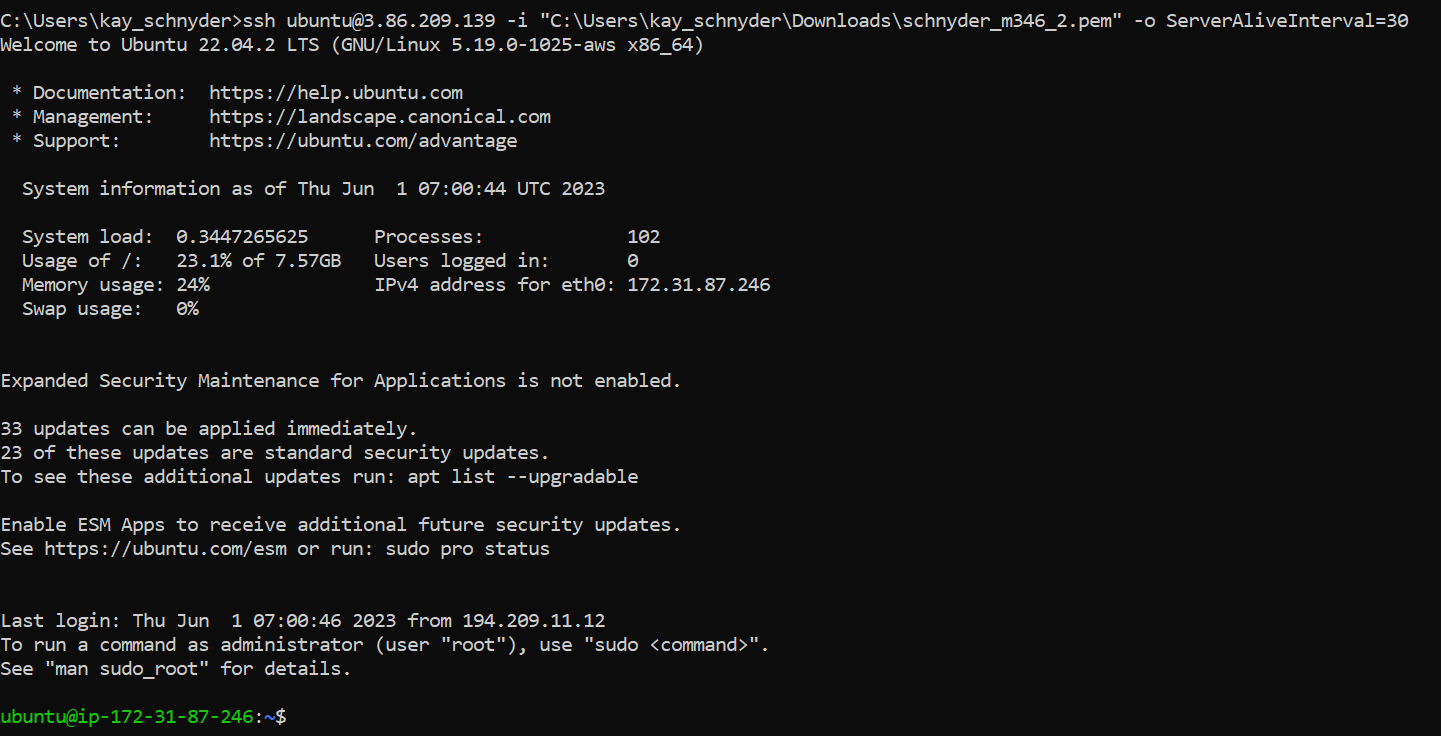 C:\Users\kay_schnyder>ssh ubuntu@3.86.209.139 -i "C:\Users\kay_schnyder\Downloads\schnyder_m346_2.pem" -o ServerAliveInterval=30
Welcome to Ubuntu 22.04.2 LTS (GNU/Linux 5.19.0-1025-aws x86_64)

 * Documentation:  https://help.ubuntu.com
 * Management:     https://landscape.canonical.com
 * Support:        https://ubuntu.com/advantage

  System information as of Thu Jun  1 07:00:44 UTC 2023

  System load:  0.3447265625      Processes:             102
  Usage of /:   23.1% of 7.57GB   Users logged in:       0
  Memory usage: 24%               IPv4 address for eth0: 172.31.87.246
  Swap usage:   0%


Expanded Security Maintenance for Applications is not enabled.

33 updates can be applied immediately.
23 of these updates are standard security updates.
To see these additional updates run: apt list --upgradable

Enable ESM Apps to receive additional future security updates.
See https://ubuntu.com/esm or run: sudo pro status


Last login: Thu Jun  1 07:00:46 2023 from 194.209.11.12
To run a command as administrator (user "root"), use "sudo <command>".
See "man sudo_root" for details.

ubuntu@ip-172-31-87-246:~$